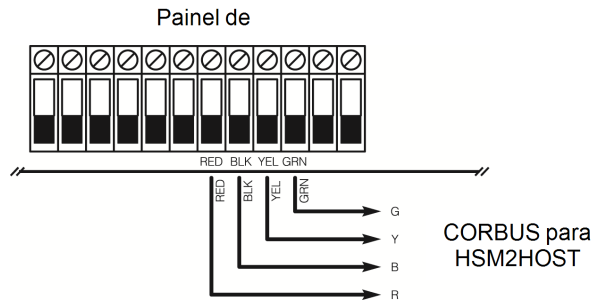 Painel de
RED BLK YEL GRN
RED
BLK
YEL
GRN
G
Y
CORBUS para
HSM2HOST
B
R